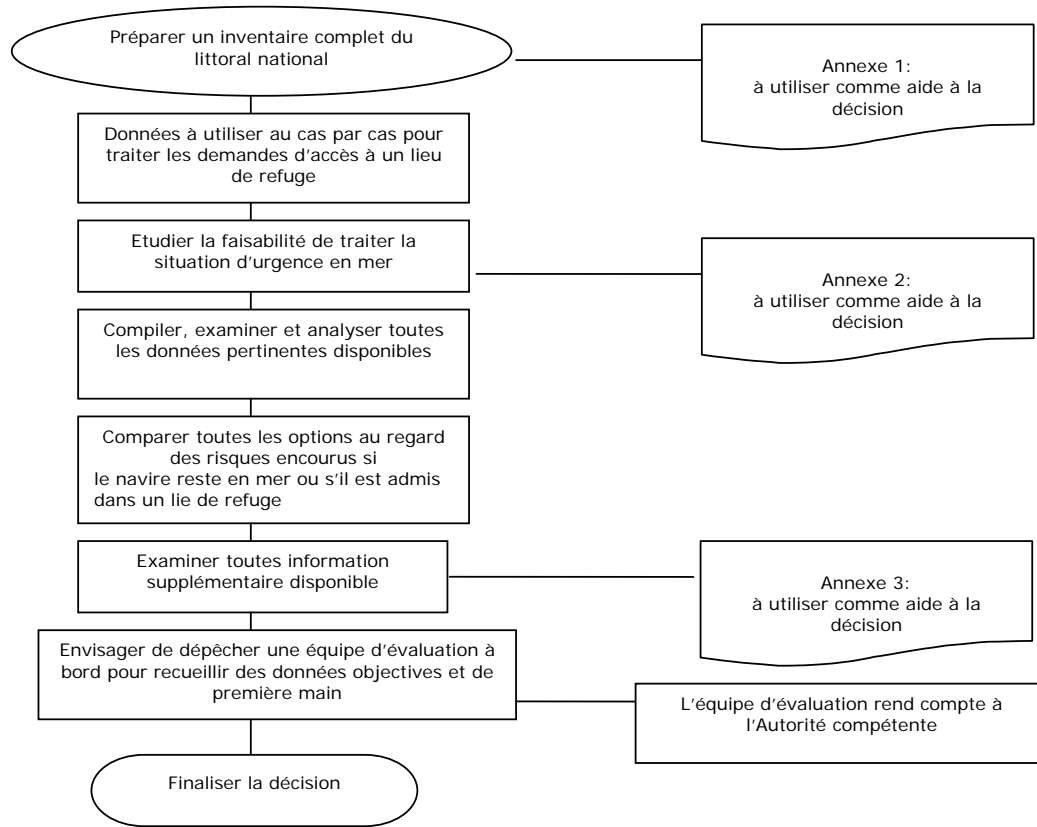 Préparer un inventaire complet du
littoral national
Annexe 1:
à utiliser comme aide à la
décision
Données à utiliser au cas par cas pour
traiter les demandes d'accès à un lieu
de refuge
Etudier la faisabilité de traiter la
situation d'urgence en mer
Annexe 2:
à utiliser comme aide à la
décision
Compiler, examiner et analyser toutes
les données pertinentes disponibles
Comparer toutes les options au regard
des risques encourus si
le navire reste en mer ou s'il est admis
dans un lie de refuge
Examiner toutes information
supplémentaire disponible
Annexe 3:
à utiliser comme aide à la
décision
Envisager de dépêcher une équipe d'évaluation à
bord pour recueillir des données objectives et de
première main
L'équipe d'évaluation rend compte à
l'Autorité compétente
Finaliser la décision